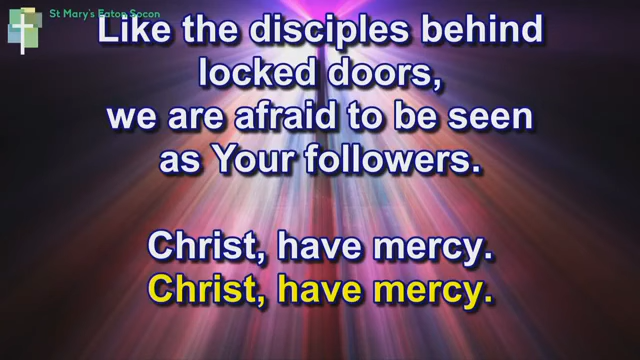 St Mary's Eaton Socon
Like the disciples behind
locked doors,
we are afraid to be seen
as Your followers.
Christ, have mercy.
Christ, have mercy.